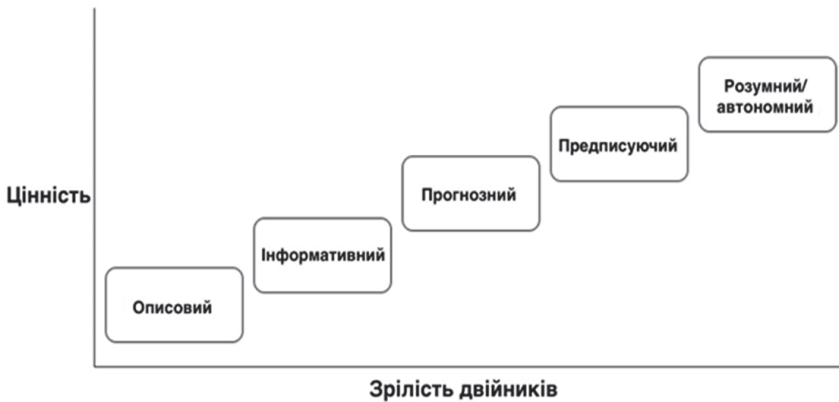 Розумний/
автономний
Предписуючий
Прогнозний
Цінність
Інформативний
Описовий
Зрілість двійників